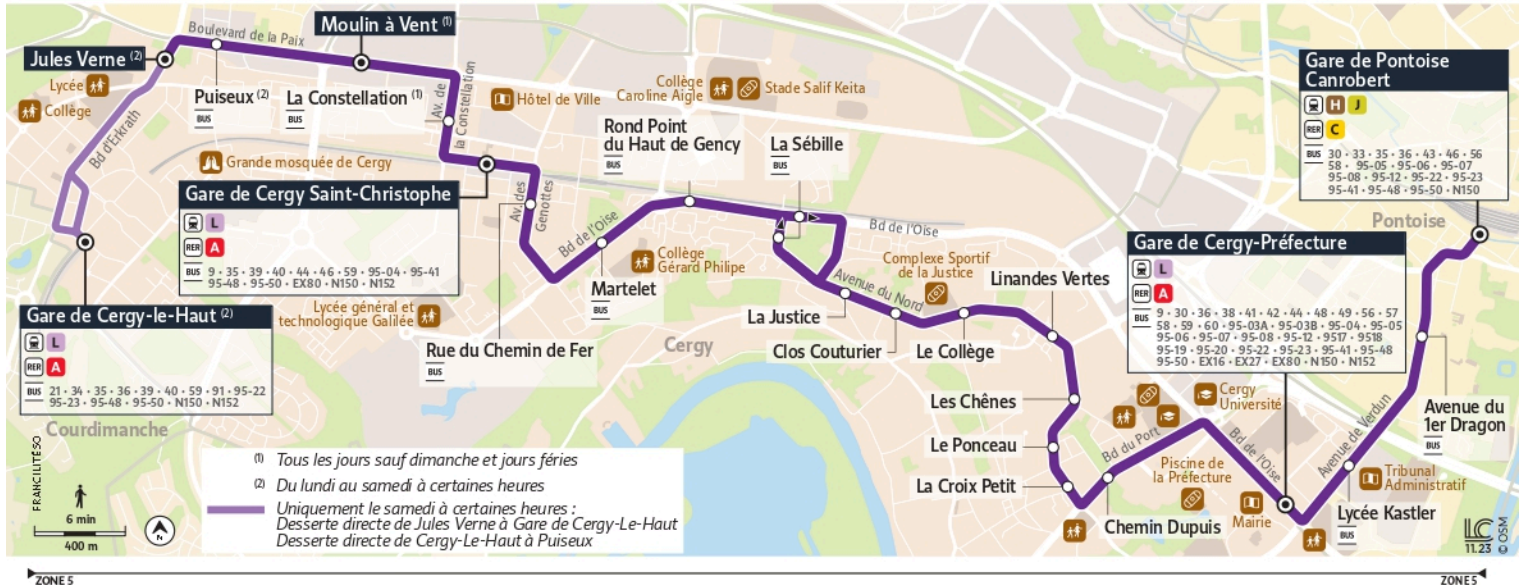 Boulevard de la Paix
Moulin à Vent (1)
Jules Verne (2)
Lycée
Collège
Puiseux (2)
BUS
La Constellation (1)
BUS
Av. de
la Constellation
Hôtel de Ville
Collège
Caroline Aigle
Stade Salif Keita
Gare de Pontoise
Canrobert
H J
RER C
BUS 30 • 33 • 35 • 36 • 43 • 46 • 56
58 • 95-05 • 95-06 • 95-07
95-08 • 95-12 • 95-22 • 95-23
95-41 • 95-48 • 95-50 • N150
Pontoise
Bd d'Erkrath
Grande mosquée de Cergy
Rond Point
du Haut de Gency
BUS
La Sébille
BUS
Gare de Cergy Saint-Christophe
L
RER A
BUS 9 • 35 • 39 • 40 • 44 • 46 • 59 • 95-04 • 95-41
95-48 • 95-50 • EX80 • N150 • N152
Av. des
Genottes
Bd de l'Oise
Bd de l'Oise
Collège
Gérard Philipe
Martelet
BUS
Complexe Sportif
de la Justice
Avenue du Nord
Linandes Vertes
Gare de Cergy-Préfecture
L
RER A
BUS 9 • 30 • 36 • 38 • 41 • 42 • 44 • 48 • 49 • 56 • 57
58 • 59 • 60 • 95-03A • 95-03B • 95-04 • 95-05
95-06 • 95-07 • 95-08 • 95-12 • 9517 • 9518
95-19 • 95-20 • 95-22 • 95-23 • 95-41 • 95-48
95-50 • EX16 • EX27 • EX80 • N150 • N152
Gare de Cergy-le-Haut (2)
L
RER A
BUS 21 • 34 • 35 • 36 • 39 • 40 • 59 • 91 • 95-22
95-23 • 95-48 • 95-50 • N150 • N152
Lycée général et
technologique Galilée
Rue du Chemin de Fer
BUS
Cergy
La Justice
Clos Couturier
Le Collège
Les Chênes
Le Ponceau
La Croix Petit
Chemin Dupuis
Cergy
Université
Bd du Port
Bd de l'Oise
Piscine de
la Préfecture
Mairie
Avenue de Verdun
Avenue du
1er Dragon
BUS
Tribunal
Administratif
Lycée Kastler
BUS
Courdimanche
FRANCILITÉ SO
6 min
400 m
N
(1) Tous les jours sauf dimanche et jours féries
(2) Du lundi au samedi à certaines heures
Uniquement le samedi à certaines heures :
Desserte directe de Jules Verne à Gare de Cergy-Le-Haut
Desserte directe de Cergy-Le-Haut à Puiseux
LC
11.23
© OSM
ZONE 5
ZONE 5